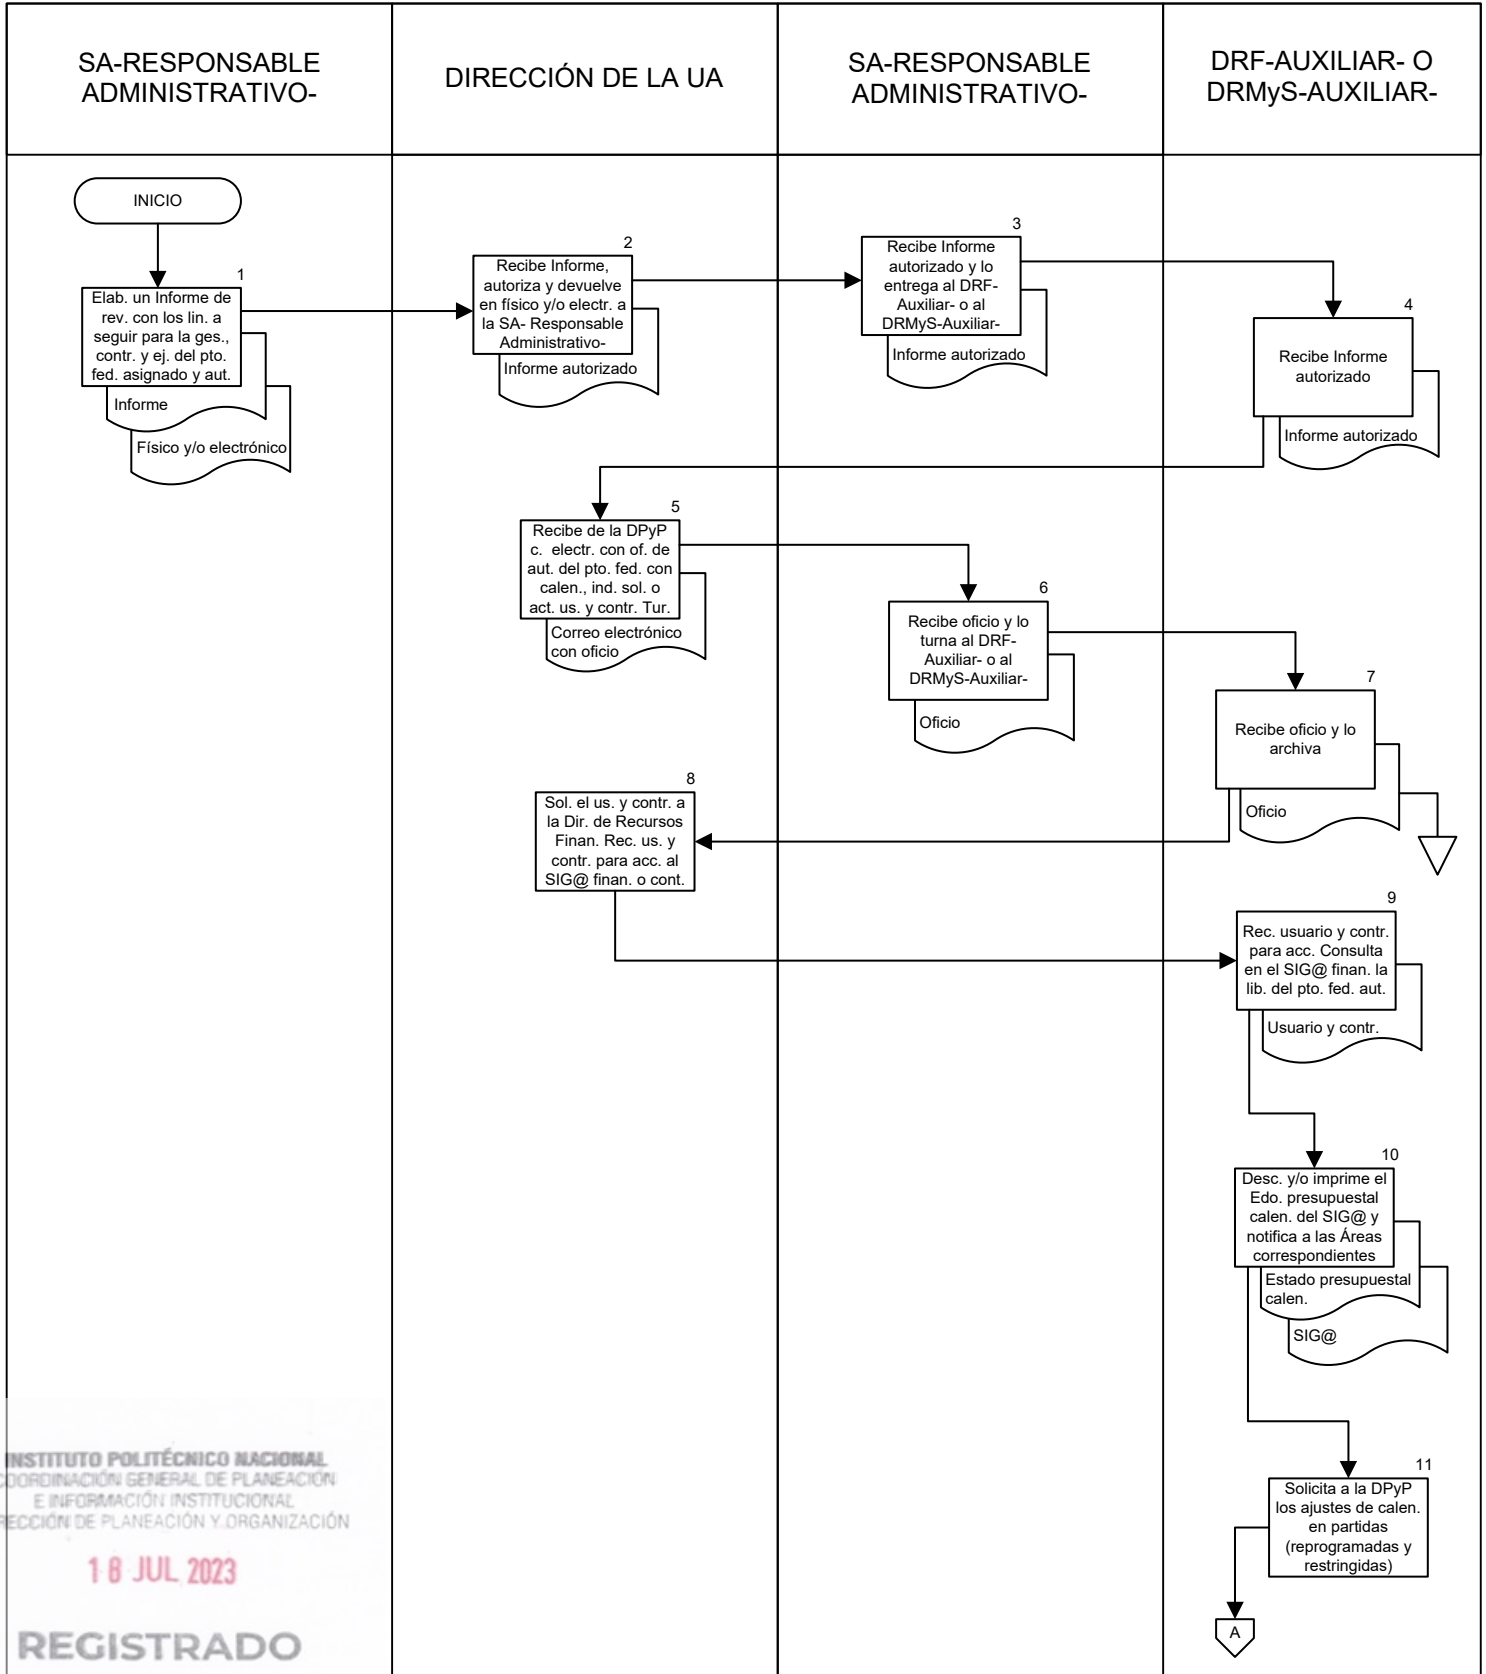 SA-RESPONSABLE
ADMINISTRATIVO-
DIRECCIÓN DE LA UA
SA-RESPONSABLE
ADMINISTRATIVO-
DRF-AUXILIAR- O
DRMyS-AUXILIAR-
INICIO
1
Elab. un Informe de
rev. con los lin. a
seguir para la ges.,
contr. y ej. del pto.
fed. asignado y aut.
Informe
Físico y/o electrónico
2
Recibe Informe,
autoriza y devuelve
en físico y/o electr. a
la SA- Responsable
Administrativo-
Informe autorizado
3
Recibe Informe
autorizado y lo
entrega al DRF-
Auxiliar- o al
DRMyS-Auxiliar-
Informe autorizado
4
Recibe Informe
autorizado
Informe autorizado
5
Recibe de la DPyP
c. electr. con of. de
aut. del pto. fed. con
calen., ind. sol. o
act. us. y contr. Tur.
Correo electrónico
con oficio
6
Recibe oficio y lo
turna al DRF-
Auxiliar- o al
DRMyS-Auxiliar-
Oficio
7
Recibe oficio y lo
archiva
Oficio
8
Sol. el us. y contr. a
la Dir. de Recursos
Finan. Rec. us. y
contr. para acc. al
SIG@ finan. o cont.
9
Rec. usuario y contr.
para acc. Consulta
en el SIG@ finan. la
lib. del pto. fed. aut.
Usuario y contr.
10
Desc. y/o imprime el
Edo. presupuestal
calen. del SIG@ y
notifica a las Áreas
correspondientes
Estado presupuestal
calen.
SIG@
11
Solicita a la DPyP
los ajustes de calen.
en partidas
(reprogramadas y
restringidas)
A
INSTITUTO POLITÉCNICO NACIONAL
COORDINACIÓN GENERAL DE PLANEACIÓN
E INFORMACIÓN INSTITUCIONAL
RECCIÓN DE PLANEACIÓN Y ORGANIZACIÓN
18 JUL 2023
REGISTRADO